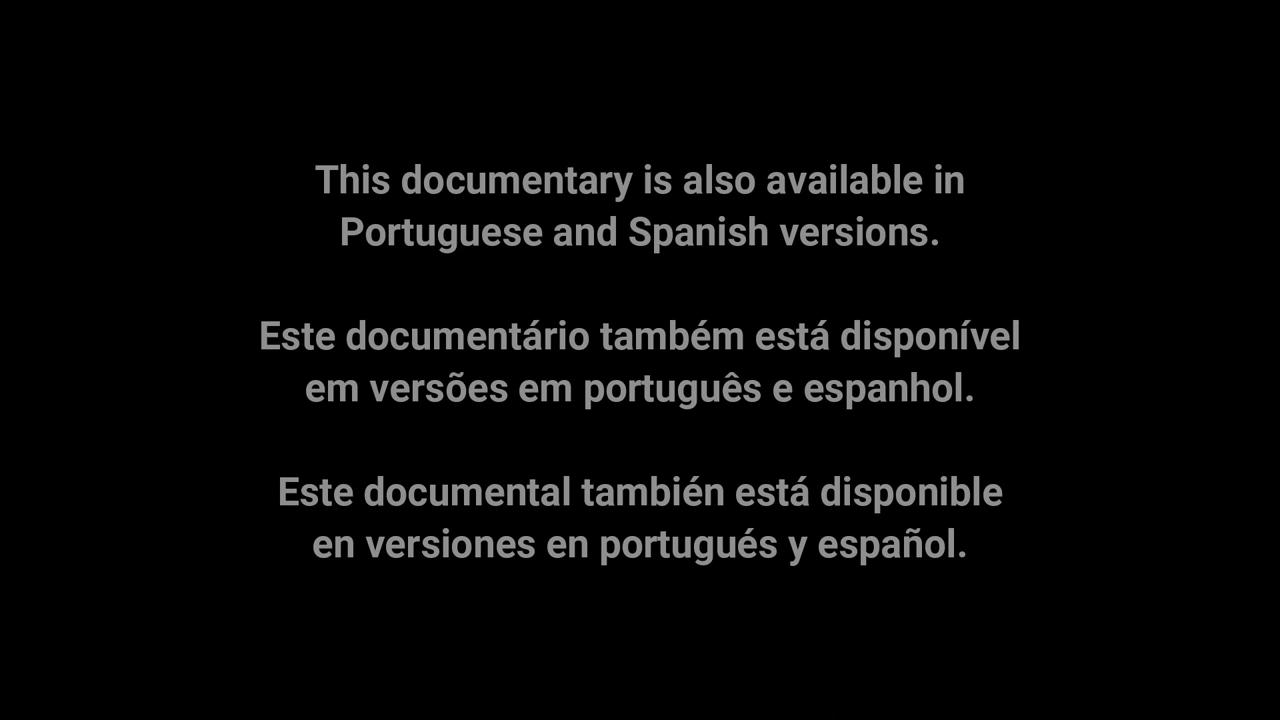 This documentary is also available in
Portuguese and Spanish versions.
Este documentário também está disponível
em versões em português e espanhol.
Este documental también está disponible
en versiones en portugués y español.